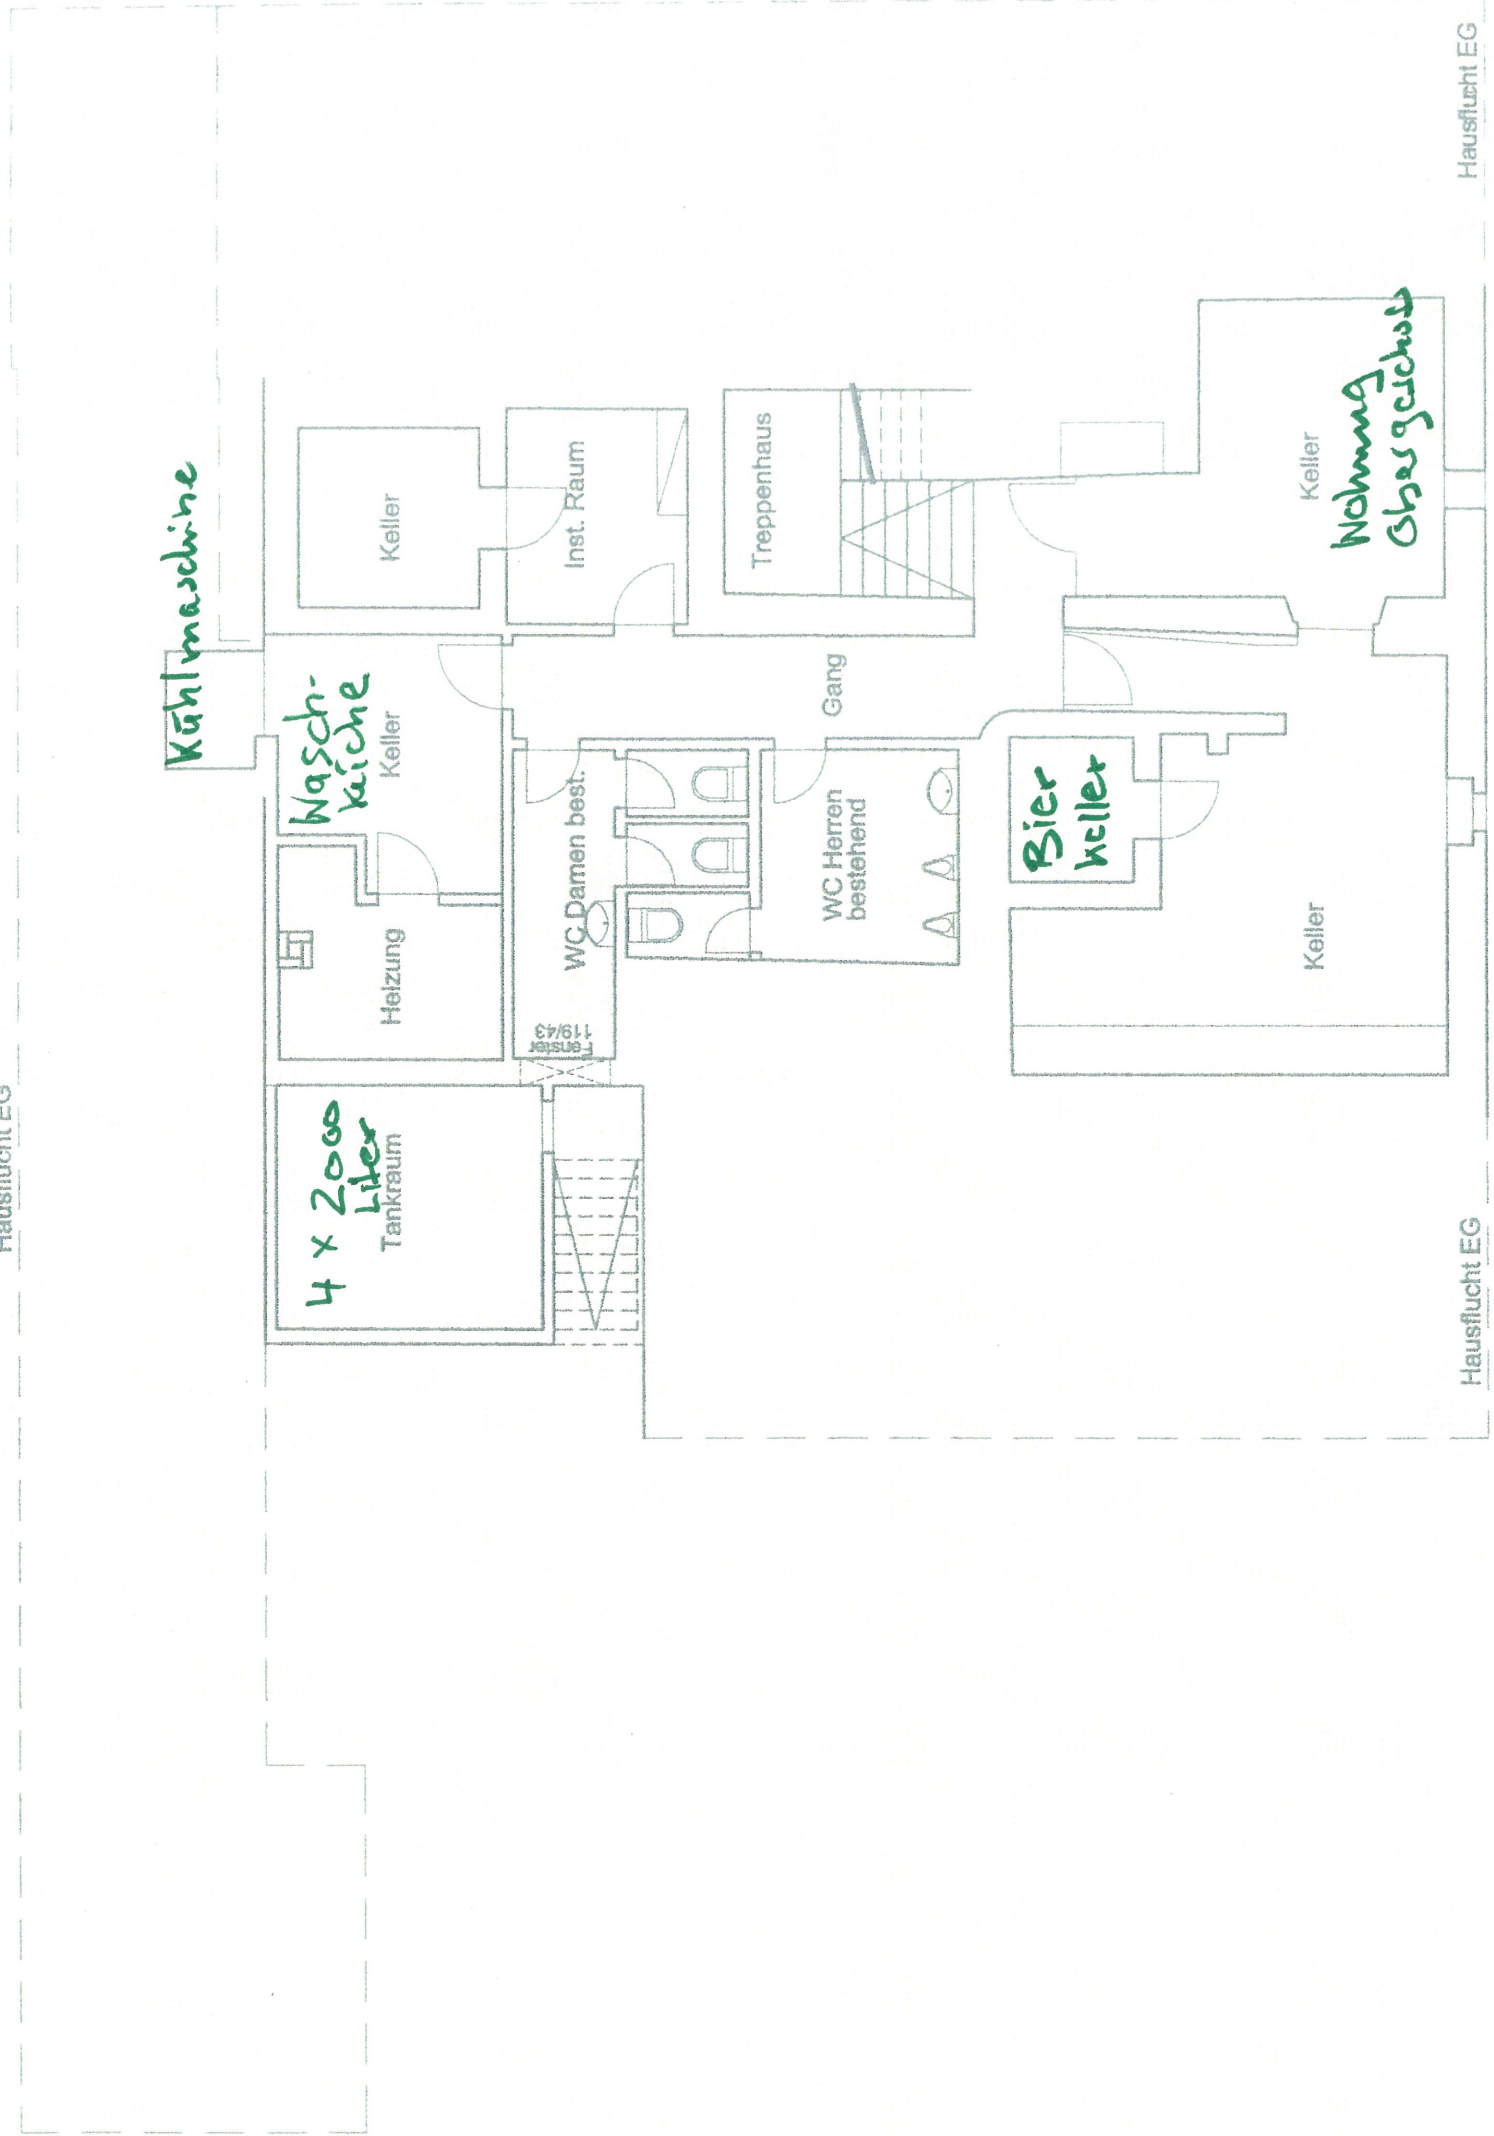 Hausflucht EG
Kühlmaschine
Wasch-
küche
Keller
Keller
Heizung
4 x 2000
Liter
Tankraum
Inst. Raum
WC Damen best.
Fenster
119/43
Treppenhaus
Gang
WC Herren
bestehend
Bier
keller
Keller
Keller
Wohnung
Obergeschoß
Hausflucht EG
Hausflucht EG